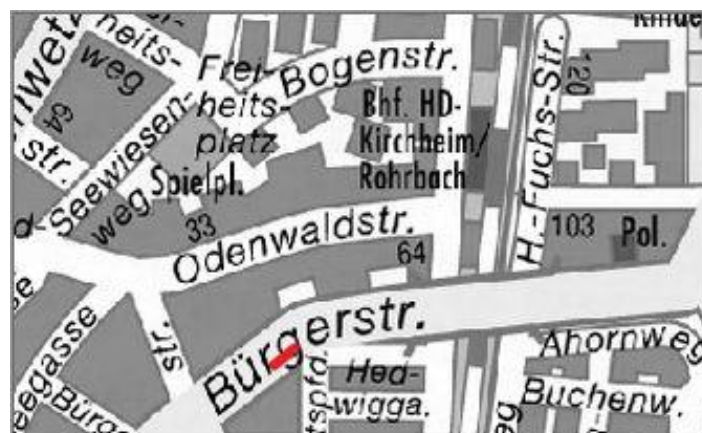 heits-
weg
64
str.
Seewiesen-
weg
Frei-
heits-
platz
Bogenstr.
Bhf. HD-
Kirchheim/
Rohrbach
Spielpl.
33
Odenwaldstr.
64
H.-Fuchs-Str.
120
103
Pol.
Bürgerstr.
str.
Hed-
wigga.
Ahornweg
Buchenw.